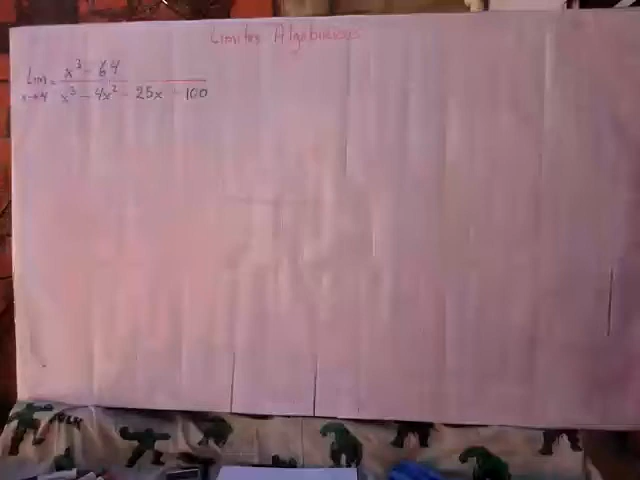 Limites Algebraicos
Lim = x³ - 64
x→4 x³ - 4x² - 25x - 100